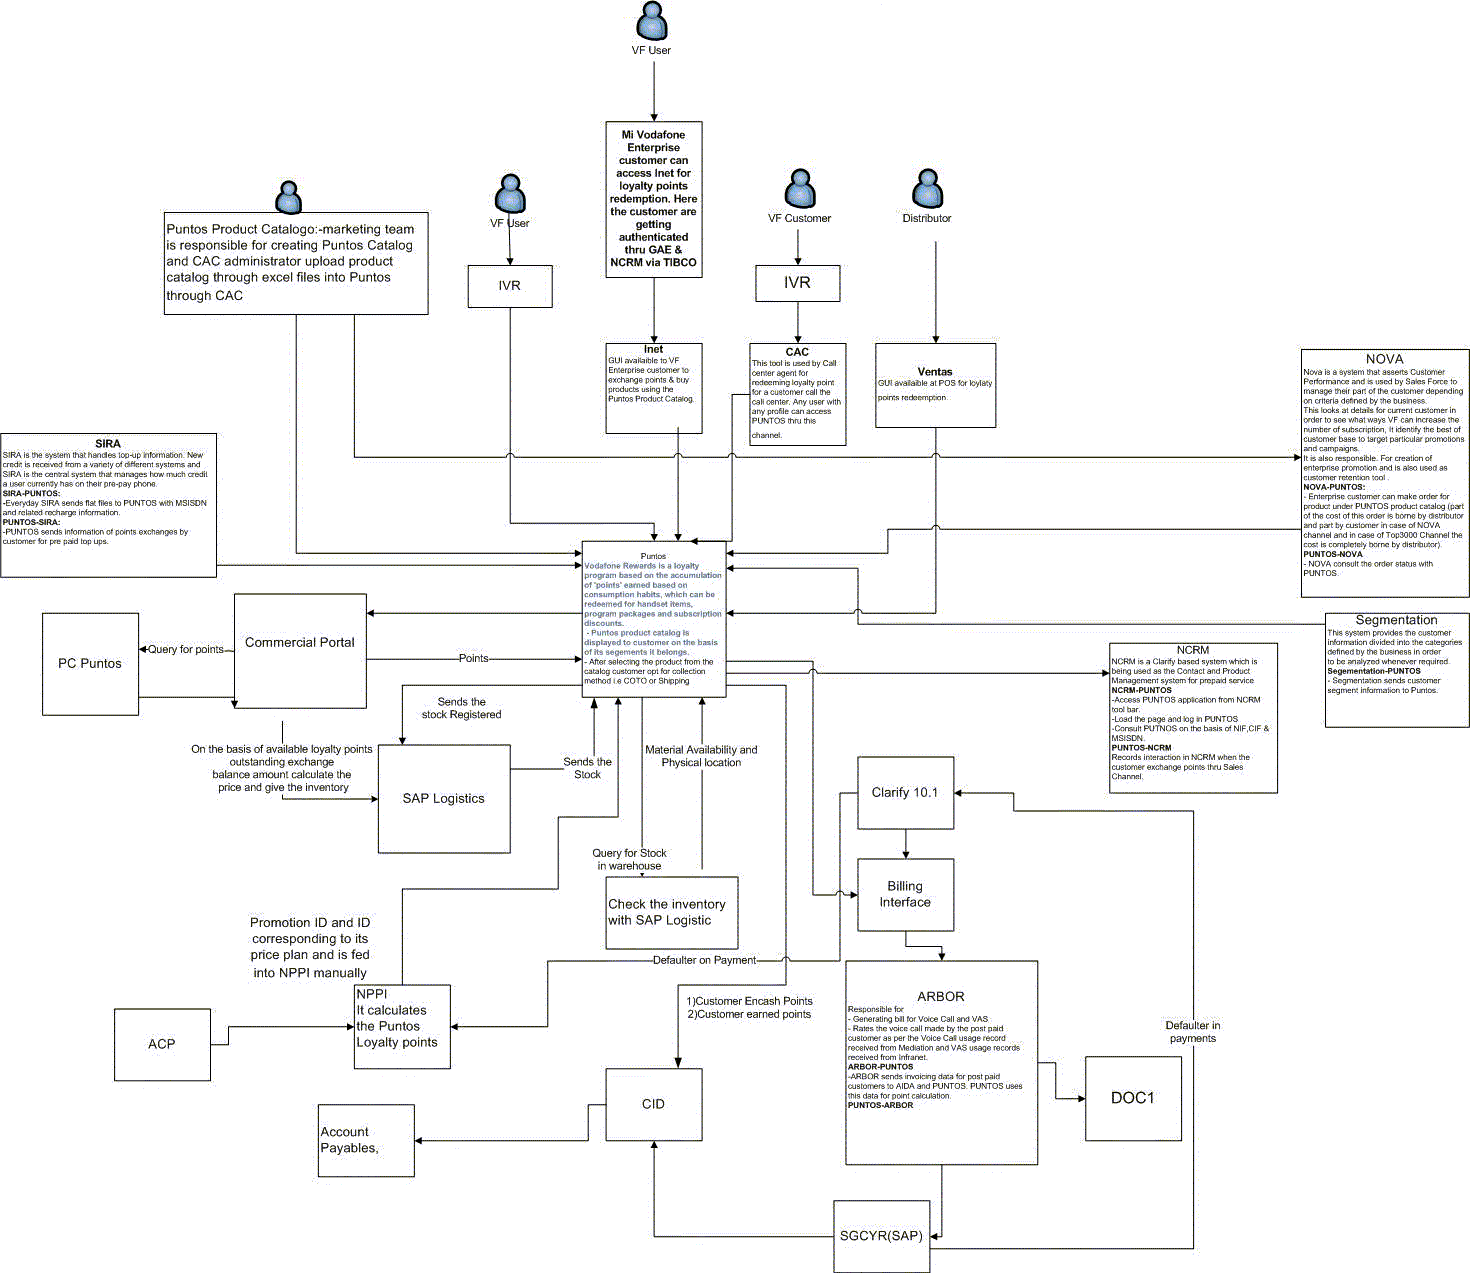 VF User
Mi Vodafone
Enterprise
customer can
access Inet for
loyalty points
redemption. Here
the customer are
getting
authenticated
thru GAE &
NCRM via TIBCO
VF User
VF Customer
Distributor
Puntos Product Catalogo:-marketing team
is responsible for creating Puntos Catalog
and CAC administrator upload product
catalog through excel files into Puntos
through CAC
IVR
IVR
Inet
GUI available to VF
Enterprise customer to
exchange points & buy
products using the
Puntos Product Catalog.
CAC
This tool is used by Call
center agent for
redeeming loyalty point
for a customer call the
call center. Any user with
any profile can access
PUNTOS thru this
channel.
Ventas
GUI available at POS for loylaty
points redeemption.
NOVA
Nova is a system that asserts Customer
Performance and is used by Sales Force to
manage their part of the customer depending
on criteria defined by the business.
This looks at details for current customer in
order to see what ways VF can increase the
number of subscription, It identify the best of
customer base to target particular promotions
and campaigns.
It is also responsible. For creation of
enterprise promotion and is also used as
customer retention tool .
NOVA-PUNTOS:
- Enterprise customer can make order for
product under PUNTOS product catalog (part
of the cost of this order is borne by distributor
and part by customer in case of NOVA
channel and in case of Top3000 Channel the
cost is completely borne by distributor).
PUNTOS-NOVA
- NOVA consult the order status with
PUNTOS.
SIRA
SIRA is the system that handles top-up information. New
credit is received from a variety of different systems and
SIRA is the central system that manages how much credit
a user currently has on their pre-pay phone.
SIRA-PUNTOS:
-Everyday SIRA sends flat files to PUNTOS with MSISDN
and related recharge information.
PUNTOS-SIRA:
-PUNTOS sends information of points exchanges by
customer for pre paid top ups.
Puntos
Vodafone Rewards is a loyalty
program based on the accumulation
of 'points' earned based on
consumption habits, which can be
redeemed for handset items,
program packages and subscription
discounts.
- Puntos product catalog is
displayed to customer on the basis
of its segements it belongs.
- After selecting the product from the
catalog customer opt for collection
method i.e COTO or Shipping
Segmentation
This system provides the customer
information divided into the categories
defined by the business in order
to be analyzed whenever required.
Segmentation-PUNTOS
- Segmentation sends customer
segment information to Puntos.
PC Puntos
Query for points
Commercial Portal
Points
NCRM
NCRM is a Clarify based system which is
being used as the Contact and Product
Management system for prepaid service
NCRM-PUNTOS
-Access PUNTOS application from NCRM
tool bar.
-Load the page and log in PUNTOS
-Consult PUTNOS on the basis of NIF,CIF &
MSISDN.
PUNTOS-NCRM
Records interaction in NCRM when the
customer exchange points thru Sales
Channel.
Sends the
stock Registered
On the basis of available loyalty points
outstanding exchange
balance amount calculate the
price and give the inventory
SAP Logistics
Sends the
Stock
Material Availability and
Physical location
Clarify 10.1
Query for Stock
in warehouse
Check the inventory
with SAP Logistic
Billing
Interface
Promotion ID and ID
corresponding to its
price plan and is fed
into NPPI manually
Defaulter on Payment
NPPI
It calculates
the Puntos
Loyalty points
1)Customer Encash Points
2)Customer earned points
ACP
ARBOR
Responsible for
- Generating bill for Voice Call and VAS
- Rates the voice call made by the post paid
customer as per the Voice Call usage record
received from Mediation and VAS usage records
received from Infranet.
ARBOR-PUNTOS
-ARBOR sends invoicing data for post paid
customers to AIDA and PUNTOS. PUNTOS uses
this data for point calculation.
PUNTOS-ARBOR
Defaulter in
payments
DOC1
CID
Account
Payables,
SGCYR(SAP)